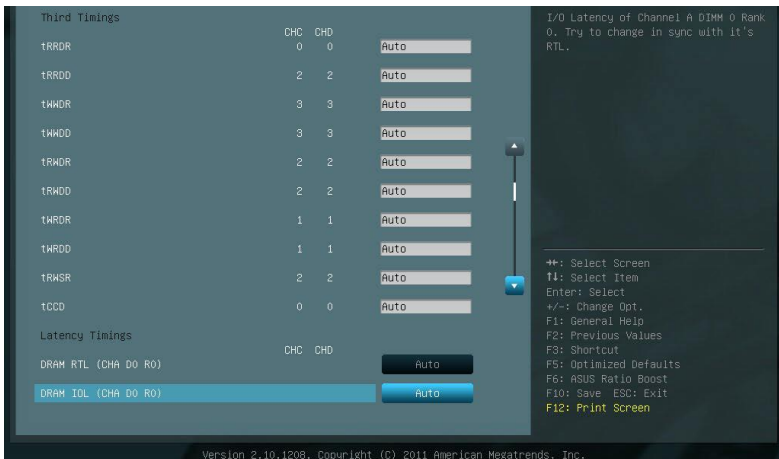 Third Timings
CHC CHD
tRRDR 0 0 Auto
tRRDD 2 2 Auto
tWWDR 3 3 Auto
tWWDD 3 3 Auto
tRWDR 2 2 Auto
tRWDD 2 2 Auto
tWRDR 1 1 Auto
tWRDD 1 1 Auto
tRWSR 2 2 Auto
tCCD 0 0 Auto
Latency Timings
CHC CHD
DRAM RTL (CHA D0 R0) Auto
DRAM IOL (CHA D0 R0) Auto
I/O Latency of Channel A DIMM 0 Rank
0. Try to change in sync with it's
RTL.
→←: Select Screen
↑↓: Select Item
Enter: Select
+/-: Change Opt.
F1: General Help
F2: Previous Values
F3: Shortcut
F5: Optimized Defaults
F6: ASUS Ratio Boost
F10: Save ESC: Exit
F12: Print Screen
Version 2.10.1208. Copyright (C) 2011 American Megatrends, Inc.